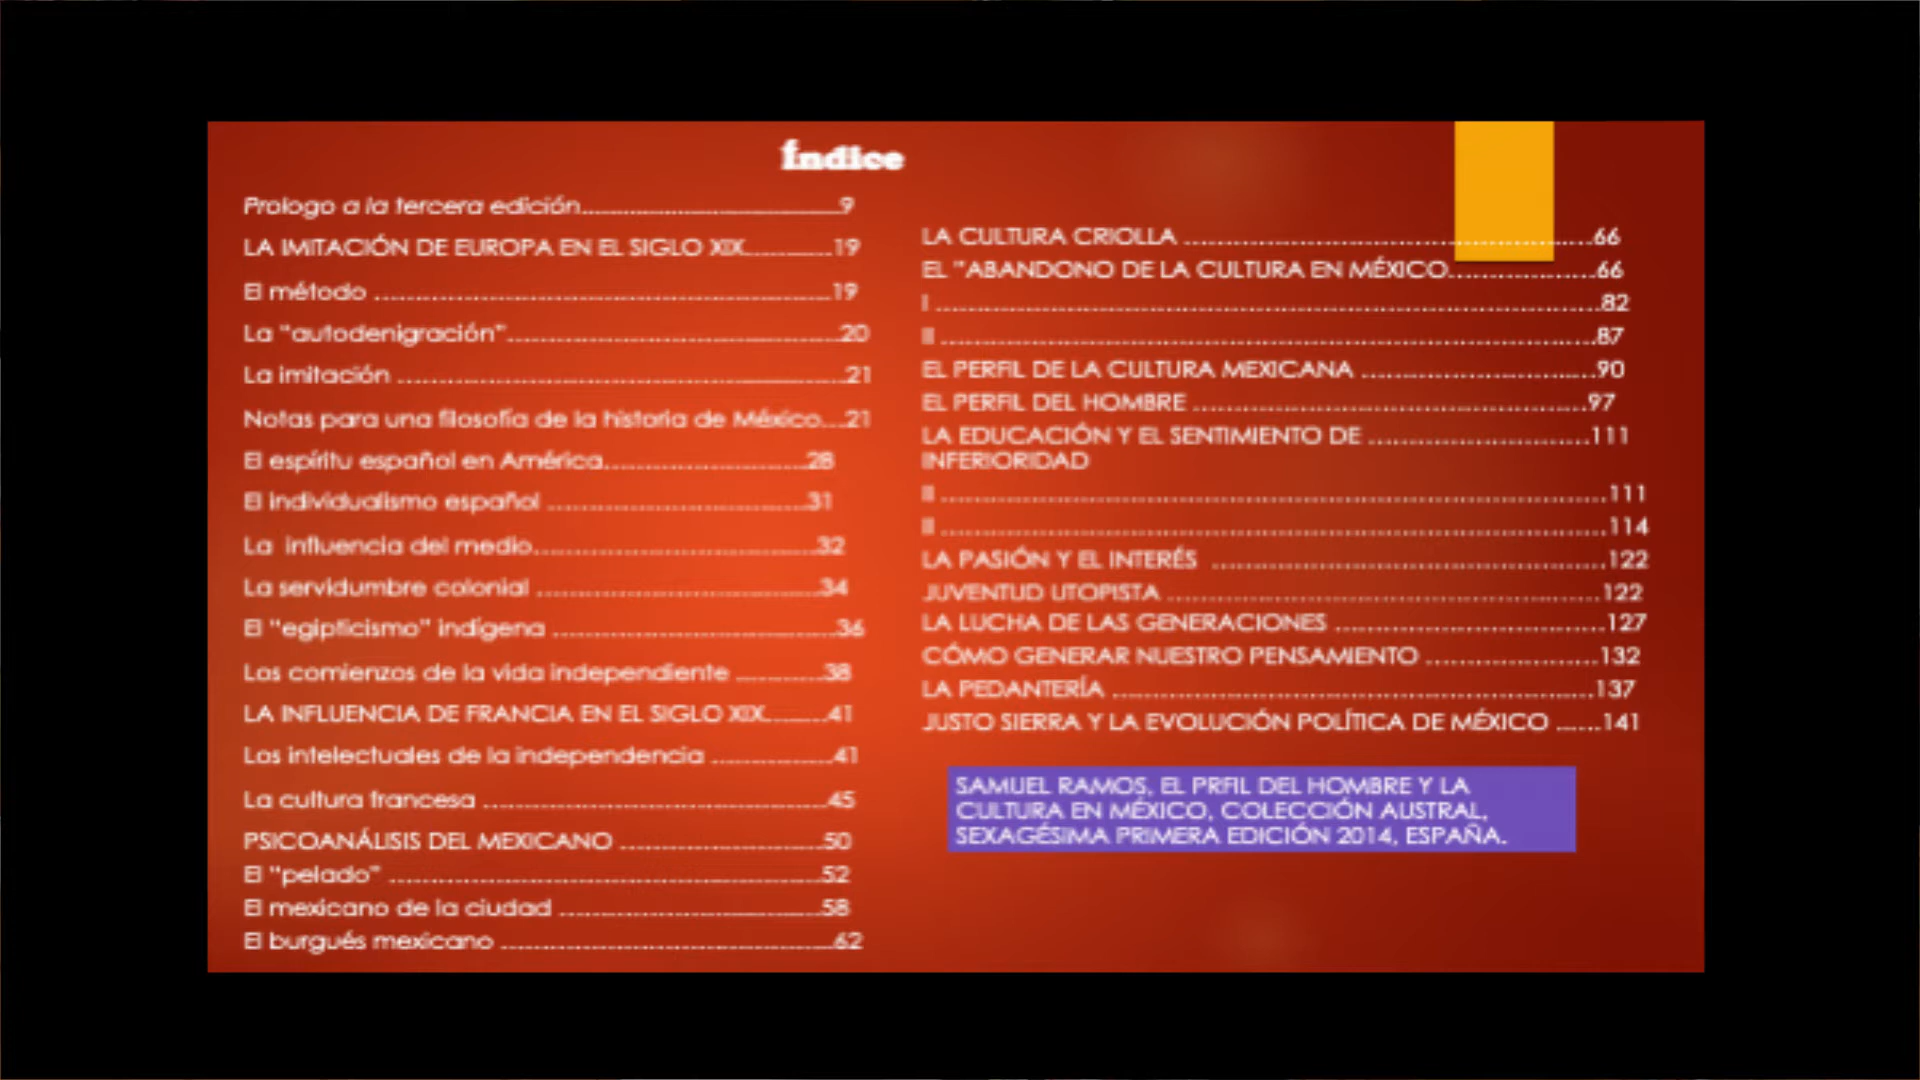 Índice
Prologo a la tercera edición..........................................9
LA IMITACIÓN DE EUROPA EN EL SIGLO XIX..............19
El método ..........................................................................19
La "autodenigración".....................................................20
La imitación .......................................................................21
Notas para una filosofía de la historia de México....21
El espíritu español en América................................28
El individualismo español .........................................31
La influencia del medio.............................................32
La servidumbre colonial .............................................34
El "egipticismo" indígena .............................................36
Los comienzos de la vida independiente ..............38
LA INFLUENCIA DE FRANCIA EN EL SIGLO XIX..........41
Los intelectuales de la independencia ...................41
La cultura francesa .......................................................45
PSICOANÁLISIS DEL MEXICANO .................................50
El "pelado" .......................................................................52
El mexicano de la ciudad ...........................................58
El burgués mexicano .....................................................62
LA CULTURA CRIOLLA .................................................................66
EL "ABANDONO DE LA CULTURA EN MÉXICO.......................66
I ..........................................................................................................82
II .........................................................................................................87
EL PERFIL DE LA CULTURA MEXICANA .....................................90
EL PERFIL DEL HOMBRE ..............................................................97
LA EDUCACIÓN Y EL SENTIMIENTO DE ...................................111
INFERIORIDAD
II ..........................................................................................................111
II ..........................................................................................................114
LA PASIÓN Y EL INTERÉS ..............................................................122
JUVENTUD UTOPISTA .....................................................................122
LA LUCHA DE LAS GENERACIONES ..........................................127
CÓMO GENERAR NUESTRO PENSAMIENTO ...........................132
LA PEDANTERÍA .............................................................................137
JUSTO SIERRA Y LA EVOLUCIÓN POLÍTICA DE MÉXICO .......141
SAMUEL RAMOS, EL PRFIL DEL HOMBRE Y LA
CULTURA EN MÉXICO, COLECCIÓN AUSTRAL,
SEXAGÉSIMA PRIMERA EDICIÓN 2014, ESPAÑA.